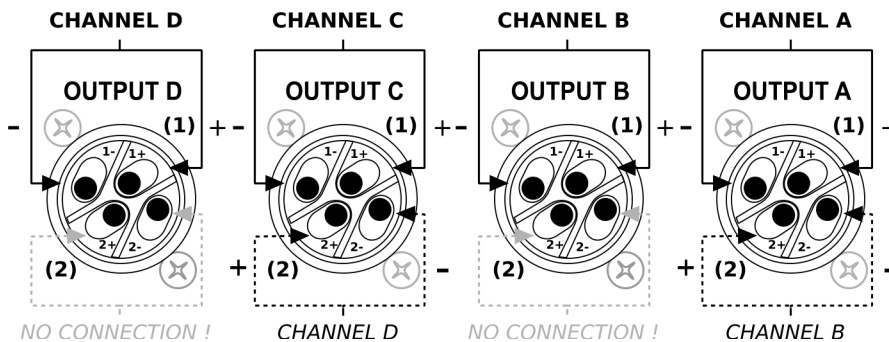 CHANNEL D CHANNEL C CHANNEL B CHANNEL A
OUTPUT D OUTPUT C OUTPUT B OUTPUT A
- (1) + - (1) + - (1) + - (1) +
1- 1+ 1- 1+ 1- 1+ 1- 1+
2+ 2- 2+ 2- 2+ 2- 2+ 2-
(2) + (2) - (2) + (2) -
NO CONNECTION ! CHANNEL D NO CONNECTION ! CHANNEL B